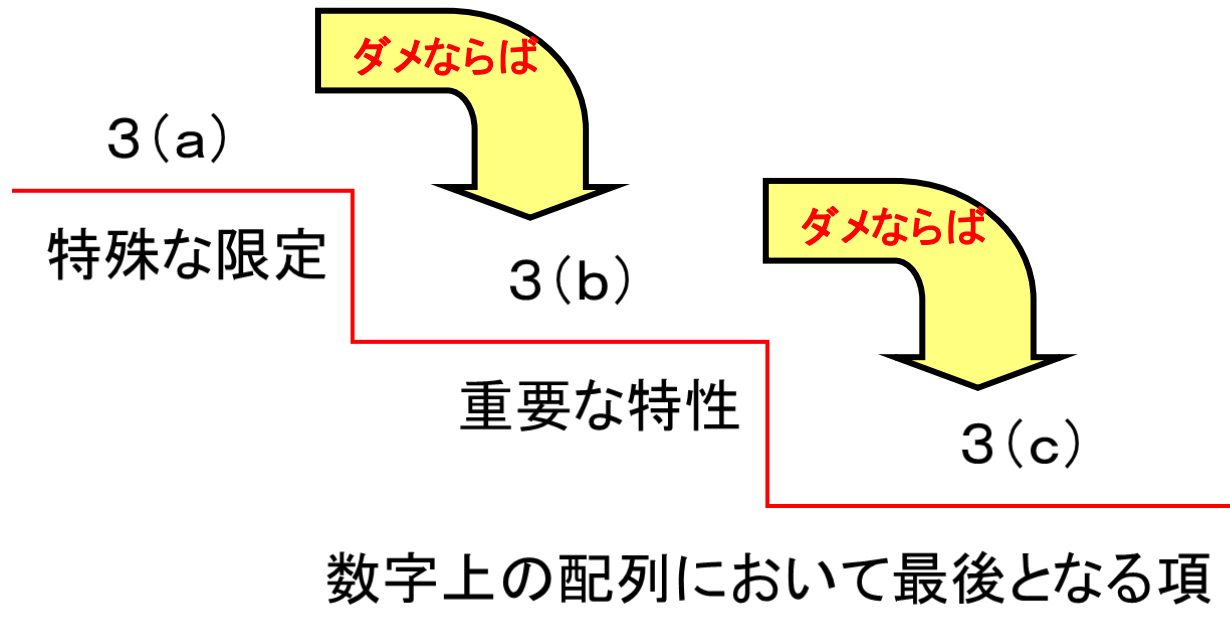 ダメならば
3(a)
特殊な限定
ダメならば
3(b)
重要な特性
3(c)
数字上の配列において最後となる項